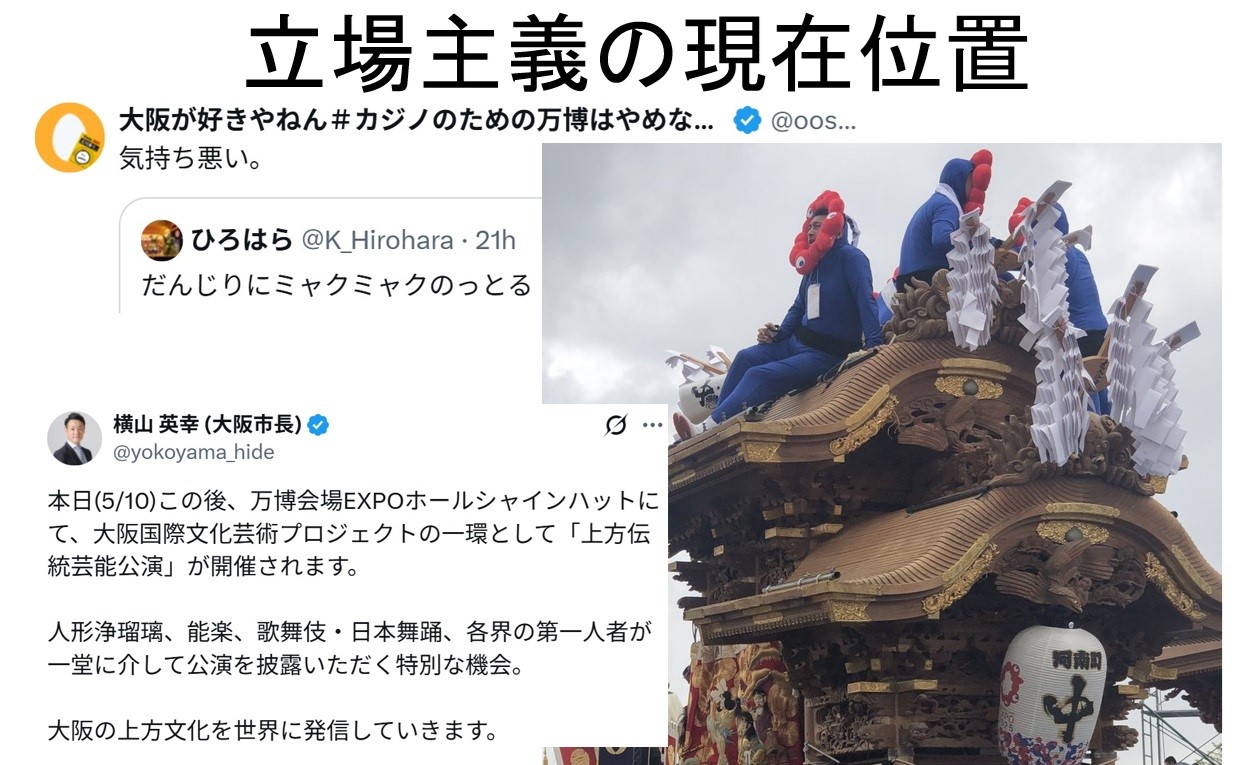 立場主義の現在位置
大阪が好きやねん＃カジノのための万博はやめな... @oos...
気持ち悪い。
ひろはら @K_Hirohara · 21h
だんじりにミャクミャクのっとる
横山 英幸 (大阪市長)
@yokoyama_hide
本日(5/10)この後、万博会場EXPOホールシャインハットに
て、大阪国際文化芸術プロジェクトの一環として「上方伝
統芸能公演」が開催されます。
人形浄瑠璃、能楽、歌舞伎・日本舞踊、各界の第一人者が
一堂に介して公演を披露いただく特別な機会。
大阪の上方文化を世界に発信していきます。
中